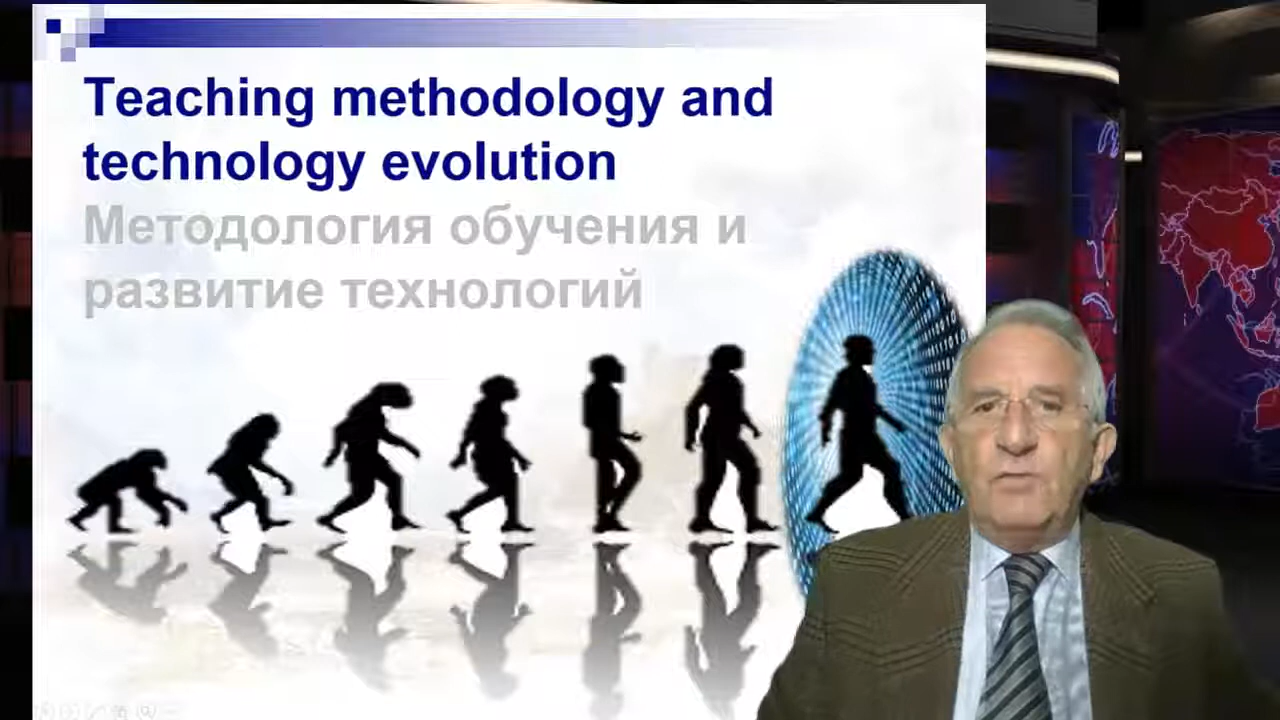 Teaching methodology and
technology evolution
Методология обучения и
развитие технологий